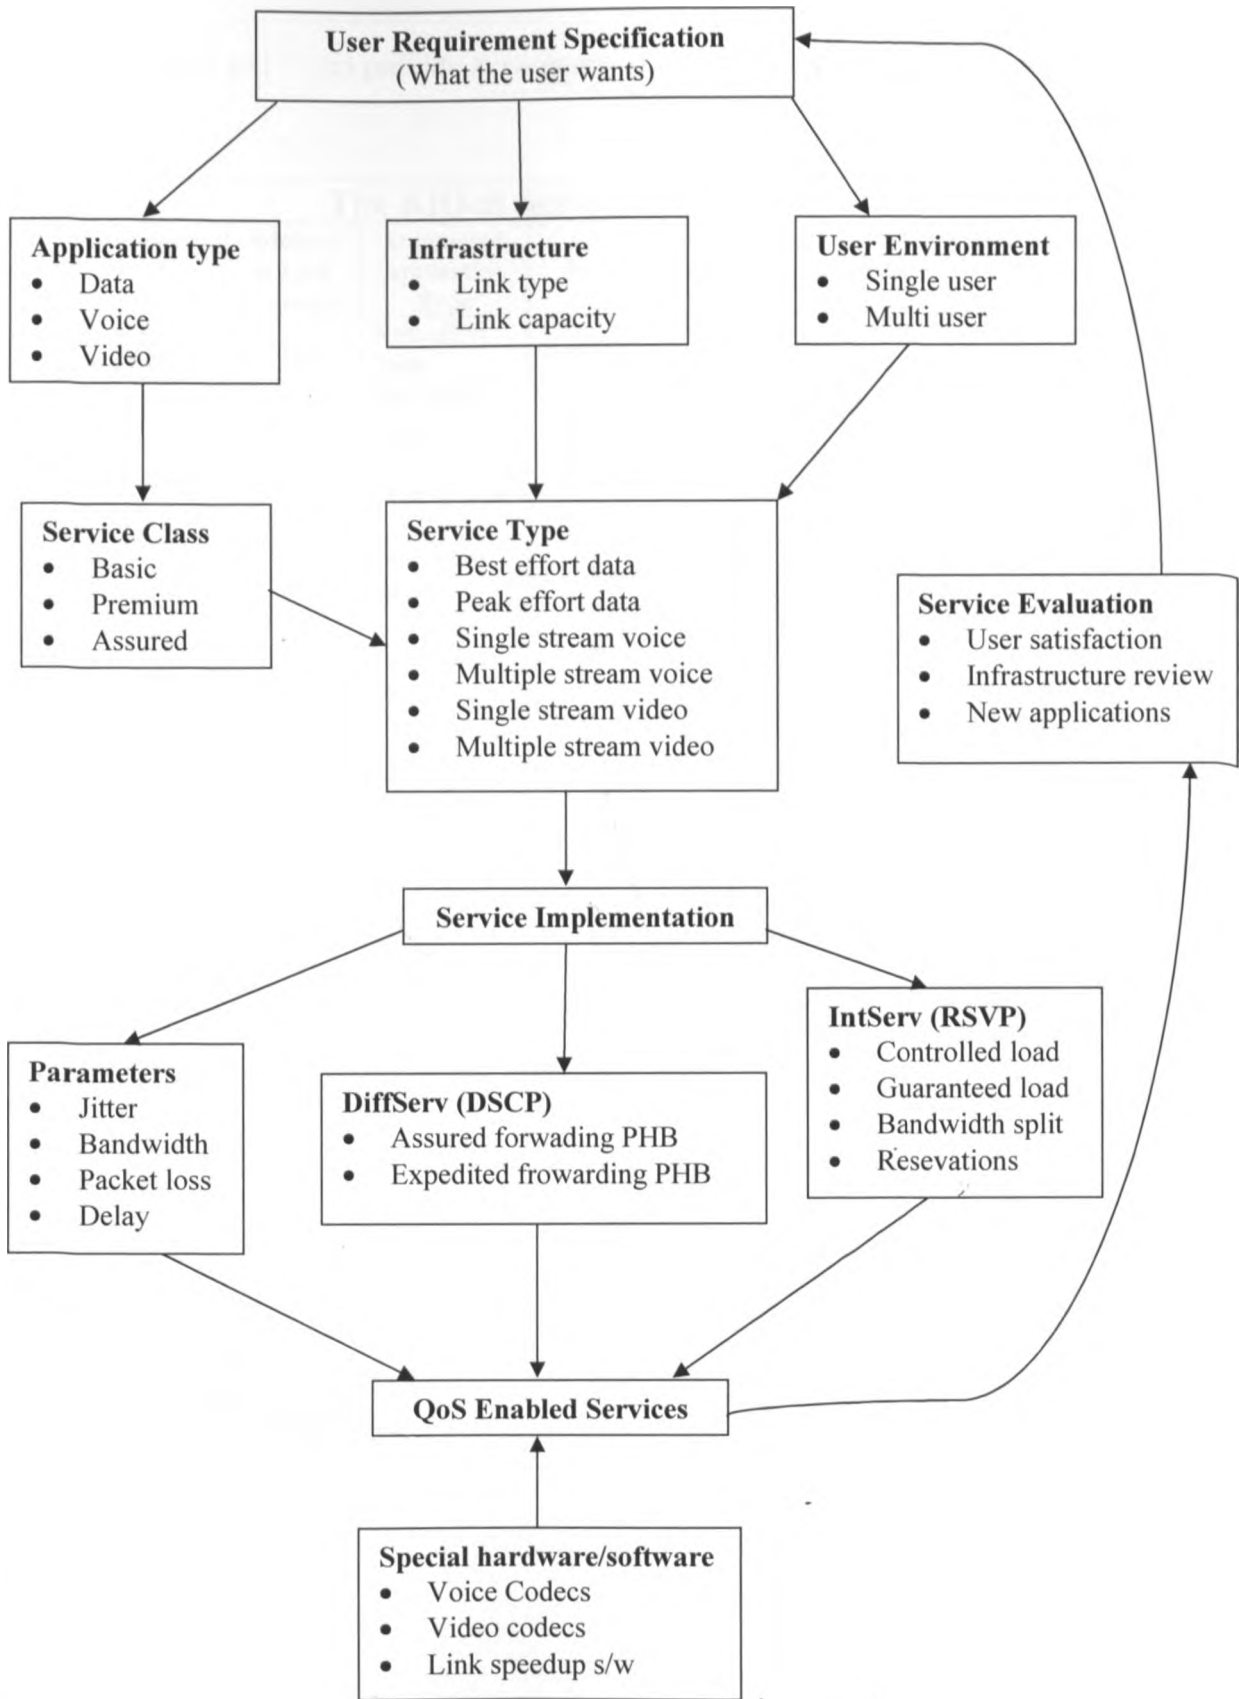 User Requirement Specification
(What the user wants)
Application type
• Data
• Voice
• Video
Infrastructure
• Link type
• Link capacity
User Environment
• Single user
• Multi user
Service Class
• Basic
• Premium
• Assured
Service Type
• Best effort data
• Peak effort data
• Single stream voice
• Multiple stream voice
• Single stream video
• Multiple stream video
Service Evaluation
• User satisfaction
• Infrastructure review
• New applications
Service Implementation
Parameters
• Jitter
• Bandwidth
• Packet loss
• Delay
DiffServ (DSCP)
• Assured forwading PHB
• Expedited frowarding PHB
IntServ (RSVP)
• Controlled load
• Guaranteed load
• Bandwidth split
• Resevations
QoS Enabled Services
Special hardware/software
• Voice Codecs
• Video codecs
• Link speedup s/w